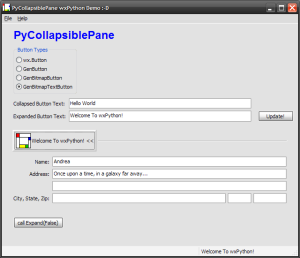 PyCollapsiblePane wxPython Demo :-D
File Help
PyCollapsiblePane
Button Types
wx.Button
GenButton
GenBitmapButton
GenBitmapTextButton
Collapsed Button Text: Hello World
Expanded Button Text: Welcome To wxPython! Update!
Welcome To wxPython! <<
Name: Andrea
Address: Once upon a time, in a galaxy far away...
City, State, Zip:
call Expand(False)
Welcome To wxPython!